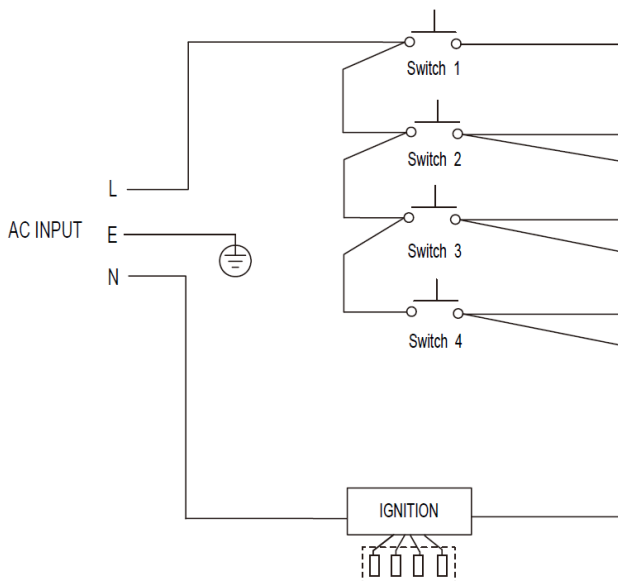 Switch 1
Switch 2
L
AC INPUT E
Switch 3
N
Switch 4
IGNITION